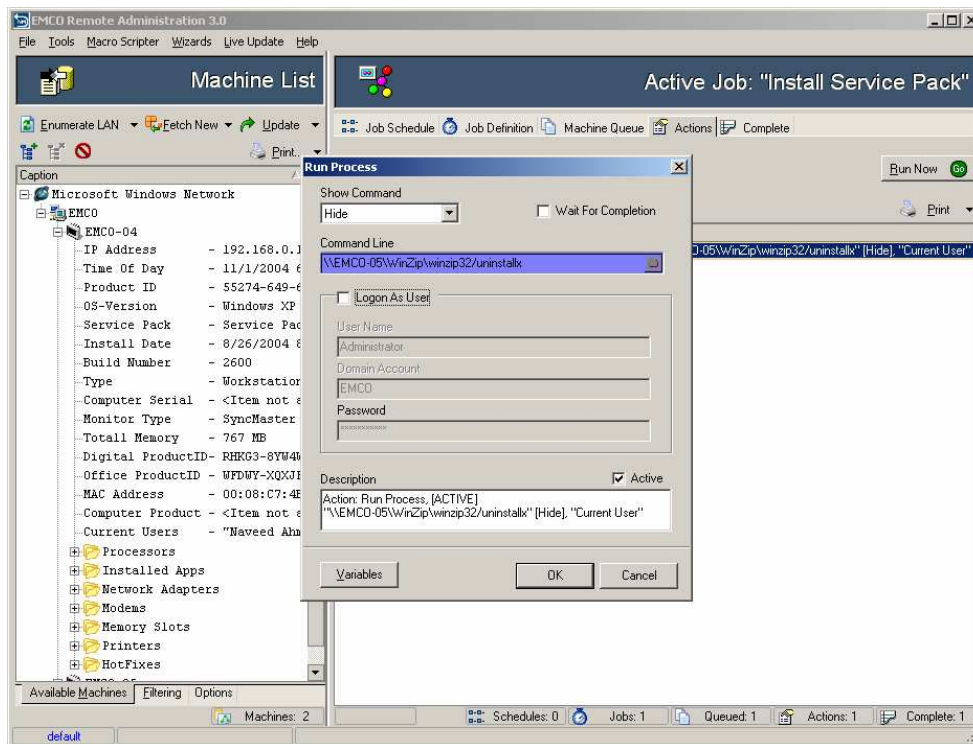 EMCO Remote Administration 3.0
File Tools Macro Scripter Wizards Live Update Help
Machine List
Active Job: "Install Service Pack"
Enumerate LAN Fetch New Update
Job Schedule Job Definition Machine Queue Actions Complete
Print..
Run Now Go
Print
Caption
Microsoft Windows Network
EMCO
EMCO-04
IP Address - 192.168.0.1
Time Of Day - 11/1/2004 6
Product ID - 55274-649-6
OS-Version - Windows XP
Service Pack - Service Pac
Install Date - 8/26/2004 8
Build Number - 2600
Type - Workstation
Computer Serial - <Item not a
Monitor Type - SyncMaster
Totall Memory - 767 MB
Digital ProductID- RHKG3-8YW4W
Office ProductID - WFDWY-XQXJF
MAC Address - 00:08:C7:4B
Computer Product - <Item not a
Current Users - "Naveed Ahm
Processors
Installed Apps
Network Adapters
Modems
Memory Slots
Printers
HotFixes
EMCO-05
Available Machines Filtering Options
Machines: 2
default
Run Process
Show Command
Hide
Wait For Completion
Command Line
\\EMCO-05\WinZip\winzip32/uninstallx
Logon As User
User Name
Administrator
Domain Account
EMCO
Password
**********
Description
Active
Action: Run Process, [ACTIVE]
"\\EMCO-05\WinZip\winzip32/uninstallx" [Hide], "Current User"
Variables OK Cancel
O-05\WinZip\winzip32/uninstallx" [Hide], "Current User"
Schedules: 0 Jobs: 1 Queued: 1 Actions: 1 Complete: 1